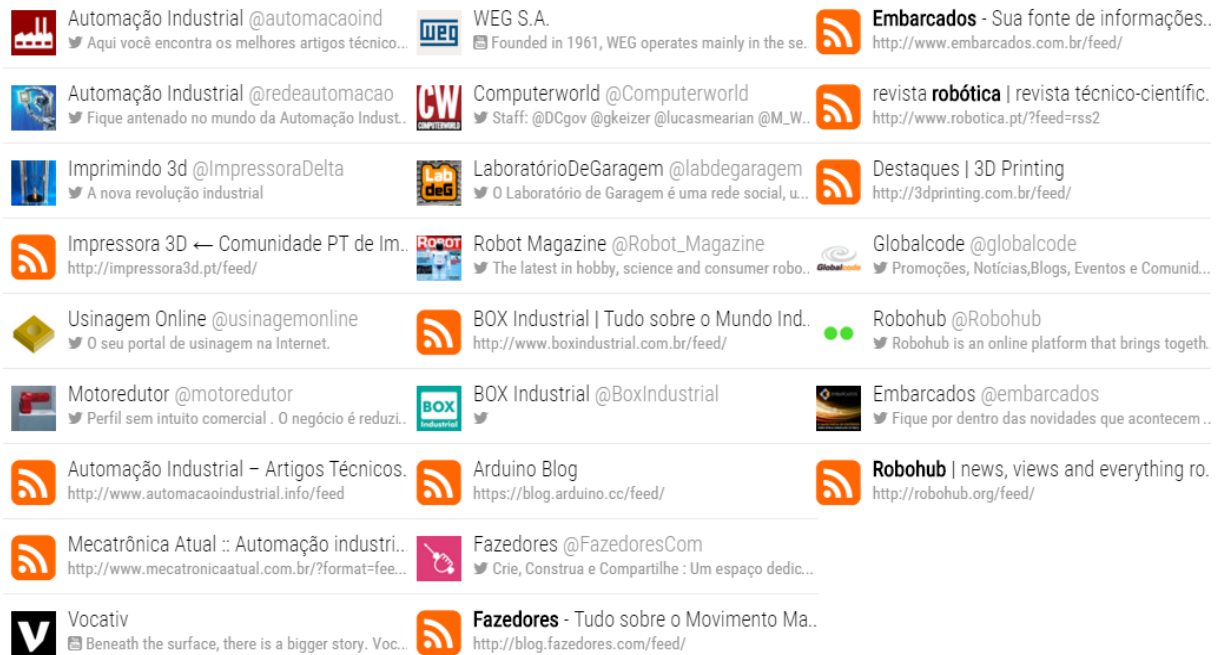 Automação Industrial @automacaoind
Aqui você encontra os melhores artigos técnico...
Automação Industrial @redeautomacao
Fique antenado no mundo da Automação Indust..
Imprimindo 3d @ImpressoraDelta
A nova revolução industrial
Impressora 3D ← Comunidade PT de Im..
http://impressora3d.pt/feed/
Usinagem Online @usinagemonline
O seu portal de usinagem na Internet.
Motoredutor @motoredutor
Perfil sem intuito comercial . O negócio é reduzi..
Automação Industrial – Artigos Técnicos.
http://www.automacaoindustrial.info/feed
Mecatrônica Atual :: Automação industri...
http://www.mecatronicaatual.com.br/?format=fee...
V
Vocativ
Beneath the surface, there is a bigger story. Voc...
WEG
WEG S.A.
Founded in 1961, WEG operates mainly in the se..
CW
COMPUTERWORLD
Computerworld @Computerworld
Staff: @DCgov @gkeizer @lucasmearian @M_W..
Lab
deG
LaboratórioDeGaragem @labdegaragem
O Laboratório de Garagem é uma rede social, u...
ROBOT
Robot Magazine @Robot_Magazine
The latest in hobby, science and consumer robo..
BOX Industrial | Tudo sobre o Mundo Ind..
http://www.boxindustrial.com.br/feed/
BOX
Industrial
BOX Industrial @BoxIndustrial
Arduino Blog
https://blog.arduino.cc/feed/
Fazedores @FazedoresCom
Crie, Construa e Compartilhe : Um espaço dedic...
Fazedores - Tudo sobre o Movimento Ma..
http://blog.fazedores.com/feed/
Embarcados - Sua fonte de informações..
http://www.embarcados.com.br/feed/
revista robótica | revista técnico-científic.
http://www.robotica.pt/?feed=rss2
Destaques | 3D Printing
http://3dprinting.com.br/feed/
Globalcode
Globalcode @globalcode
Promoções, Notícias,Blogs, Eventos e Comunid...
Robohub @Robohub
Robohub is an online platform that brings togeth.
Embarcados @embarcados
Fique por dentro das novidades que acontecem ..
Robohub | news, views and everything ro.
http://robohub.org/feed/